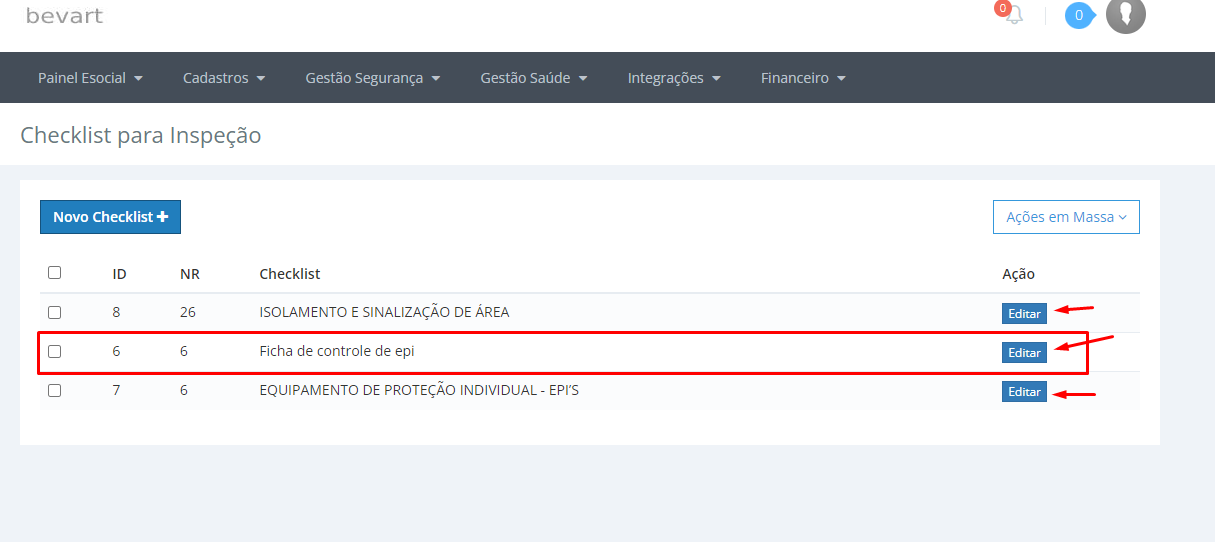 bevart
0
0
Painel Esocial Cadastros Gestão Segurança Gestão Saúde Integrações Financeiro
Checklist para Inspeção
Novo Checklist
Ações em Massa
ID NR Checklist Ação
8 26 ISOLAMENTO E SINALIZAÇÃO DE ÁREA Editar
6 6 Ficha de controle de epi Editar
7 6 EQUIPAMENTO DE PROTEÇÃO INDIVIDUAL - EPI'S Editar